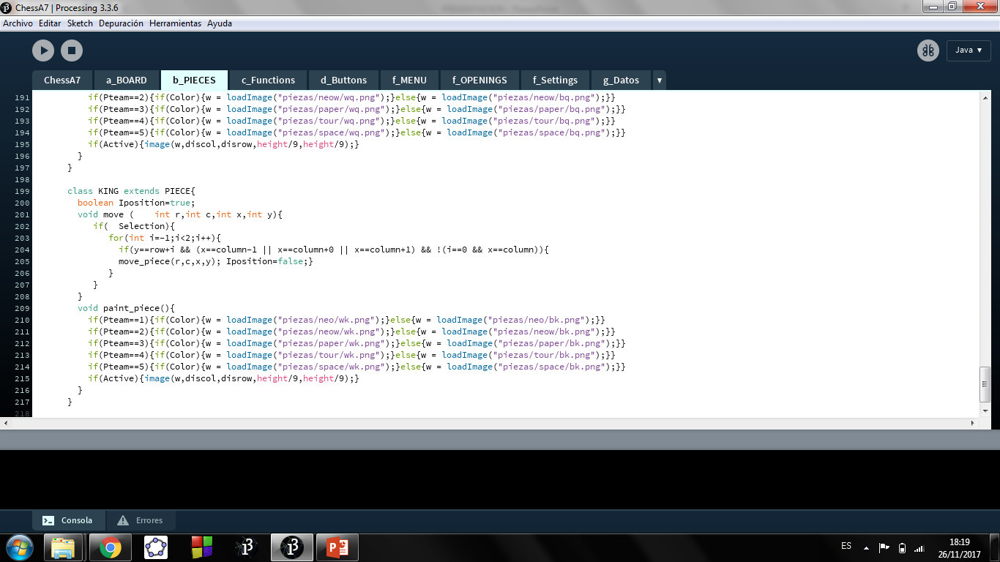 ChessA7 | Processing 3.3.6
Archivo Editar Sketch Depuración Herramientas Ayuda
Java ▼
ChessA7 a_BOARD b_PIECES c_Functions d_Buttons f_MENU f_OPENINGS f_Settings g_Datos ▼
191 if(Pteam==2){if(Color){w = loadImage("piezas/neow/wq.png");}else{w = loadImage("piezas/neow/bq.png");}}
192 if(Pteam==3){if(Color){w = loadImage("piezas/paper/wq.png");}else{w = loadImage("piezas/paper/bq.png");}}
193 if(Pteam==4){if(Color){w = loadImage("piezas/tour/wq.png");}else{w = loadImage("piezas/tour/bq.png");}}
194 if(Pteam==5){if(Color){w = loadImage("piezas/space/wq.png");}else{w = loadImage("piezas/space/bq.png");}}
195 if(Active){image(w,discol,disrow,height/9,height/9);}
196 }
197 }
198
199 class KING extends PIECE{
200 boolean Iposition=true;
201 void move (    int r,int c,int x,int y){
202 if(  Selection){
203 for(int i=-1;i<2;i++){
204 if(y==row+i && (x==column-1 || x==column+0 || x==column+1) && !(i==0 && x==column)){
205 move_piece(r,c,x,y); Iposition=false;}
206 }
207 }
208 }
209 void paint_piece(){
210 if(Pteam==1){if(Color){w = loadImage("piezas/neo/wk.png");}else{w = loadImage("piezas/neo/bk.png");}}
211 if(Pteam==2){if(Color){w = loadImage("piezas/neow/wk.png");}else{w = loadImage("piezas/neow/bk.png");}}
212 if(Pteam==3){if(Color){w = loadImage("piezas/paper/wk.png");}else{w = loadImage("piezas/paper/bk.png");}}
213 if(Pteam==4){if(Color){w = loadImage("piezas/tour/wk.png");}else{w = loadImage("piezas/tour/bk.png");}}
214 if(Pteam==5){if(Color){w = loadImage("piezas/space/wk.png");}else{w = loadImage("piezas/space/bk.png");}}
215 if(Active){image(w,discol,disrow,height/9,height/9);}
216 }
217 }
218
Consola Errores
ES 18:19
26/11/2017